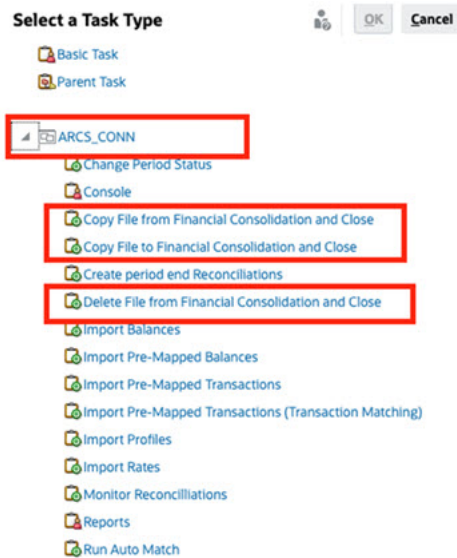 Select a Task Type
OK Cancel
Basic Task
Parent Task
ARCS_CONN
Change Period Status
Console
Copy File from Financial Consolidation and Close
Copy File to Financial Consolidation and Close
Create period end Reconciliations
Delete File from Financial Consolidation and Close
Import Balances
Import Pre-Mapped Balances
Import Pre-Mapped Transactions
Import Pre-Mapped Transactions (Transaction Matching)
Import Profiles
Import Rates
Monitor Reconcilliations
Reports
Run Auto Match